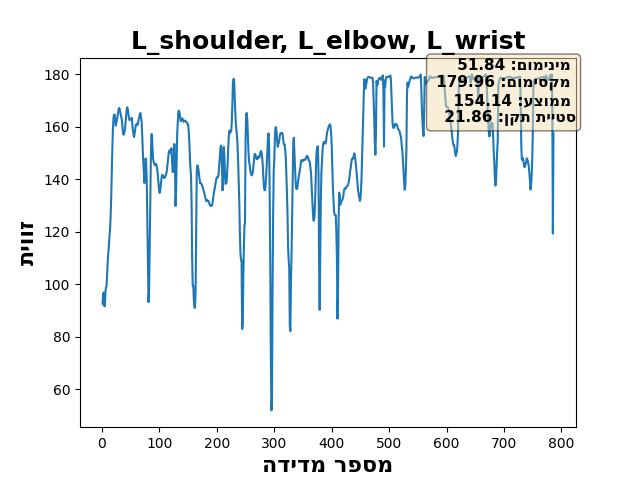 L_shoulder, L_elbow, L_wrist
מינימום: 51.84
מקסימום: 179.96
ממוצע: 154.14
סטיית תקן: 21.86
180
160
140
120
100
80
60
זווית
0 100 200 300 400 500 600 700 800
מספר מדידה